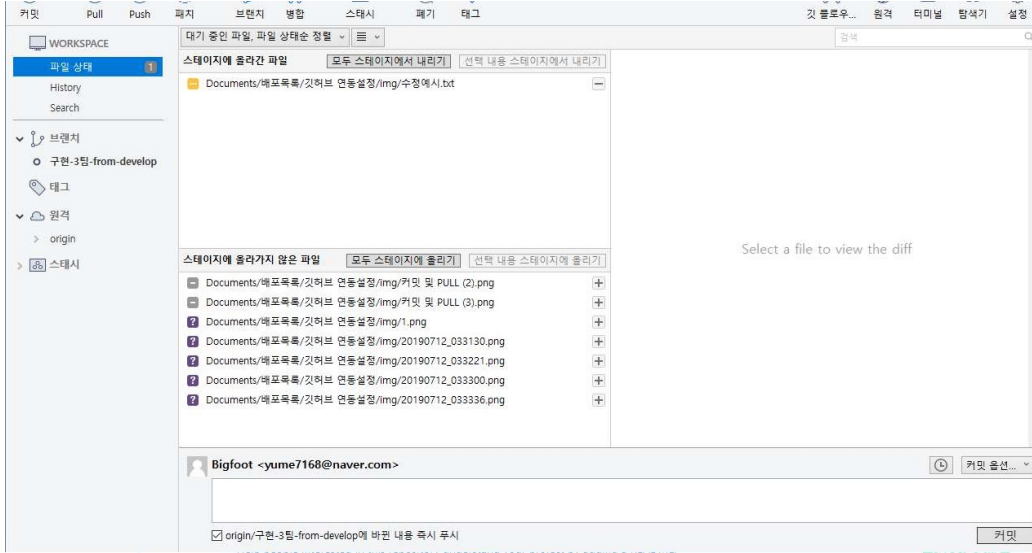 커밋 Pull Push 패치 브랜치 병합 스태시 폐기 태그 깃 플로우... 원격 터미널 탐색기 설정
WORKSPACE
파일 상태 1
History
Search
브랜치
구현-3팀-from-develop
태그
원격
origin
스태시
대기 중인 파일, 파일 상태순 정렬
검색
스테이지에 올라간 파일 모두 스테이지에서 내리기 선택 내용 스테이지에서 내리기
Documents/배포목록/깃허브 연동설정/img/수정예시.txt
스테이지에 올라가지 않은 파일 모두 스테이지에 올리기 선택 내용 스테이지에 올리기
Documents/배포목록/깃허브 연동설정/img/커밋 및 PULL (2).png
Documents/배포목록/깃허브 연동설정/img/커밋 및 PULL (3).png
Documents/배포목록/깃허브 연동설정/img/1.png
Documents/배포목록/깃허브 연동설정/img/20190712_033130.png
Documents/배포목록/깃허브 연동설정/img/20190712_033221.png
Documents/배포목록/깃허브 연동설정/img/20190712_033300.png
Documents/배포목록/깃허브 연동설정/img/20190712_033336.png
Select a file to view the diff
Bigfoot <yume7168@naver.com> 커밋 옵션...
origin/구현-3팀-from-develop에 바뀐 내용 즉시 푸시 커밋